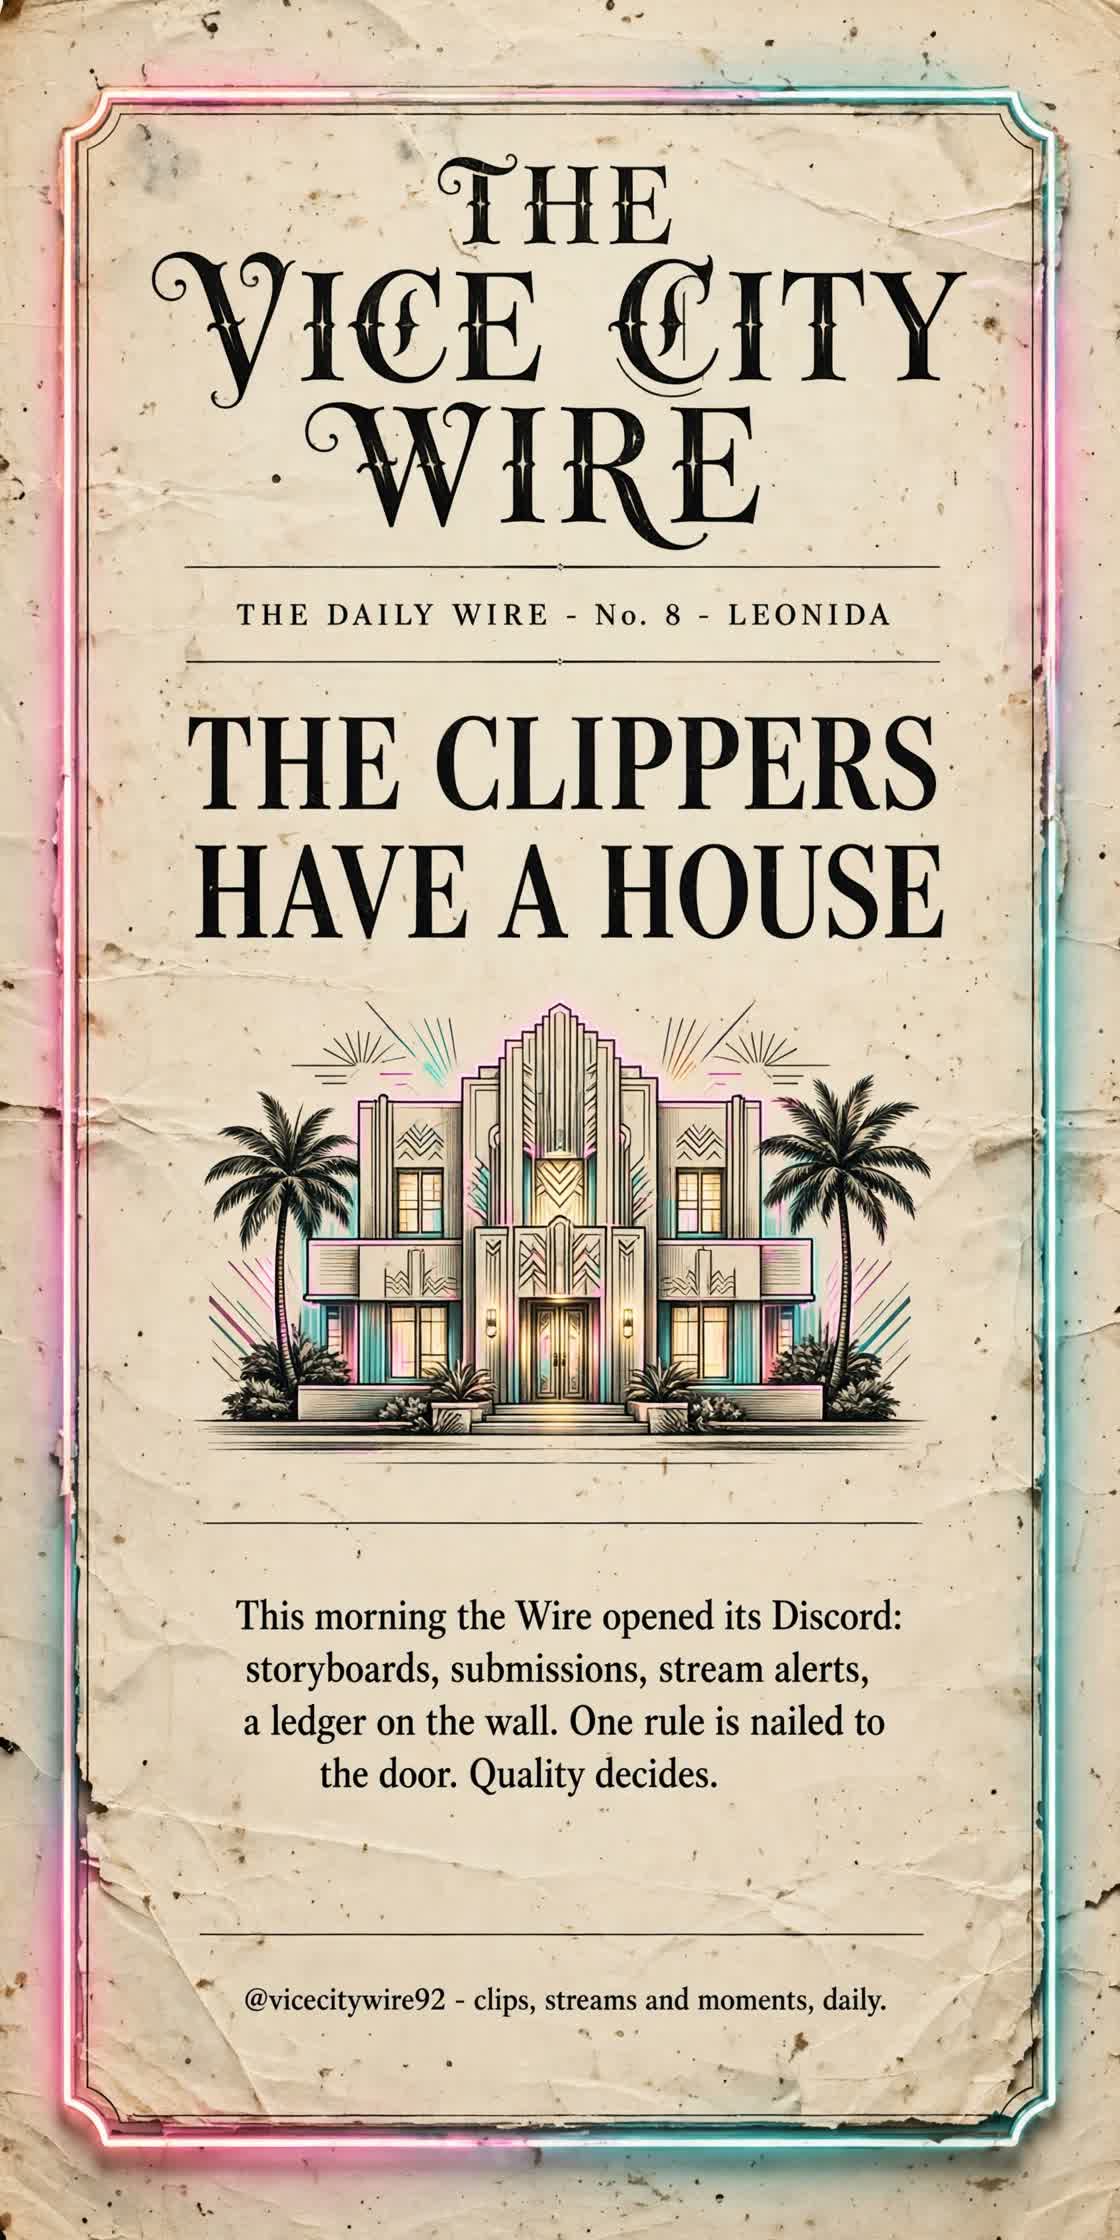 THE
VICE CITY
WIRE
THE DAILY WIRE - No. 8 - LEONIDA
THE CLIPPERS
HAVE A HOUSE
This morning the Wire opened its Discord:
storyboards, submissions, stream alerts,
a ledger on the wall. One rule is nailed to
the door. Quality decides.
@vicecitywire92 - clips, streams and moments, daily.